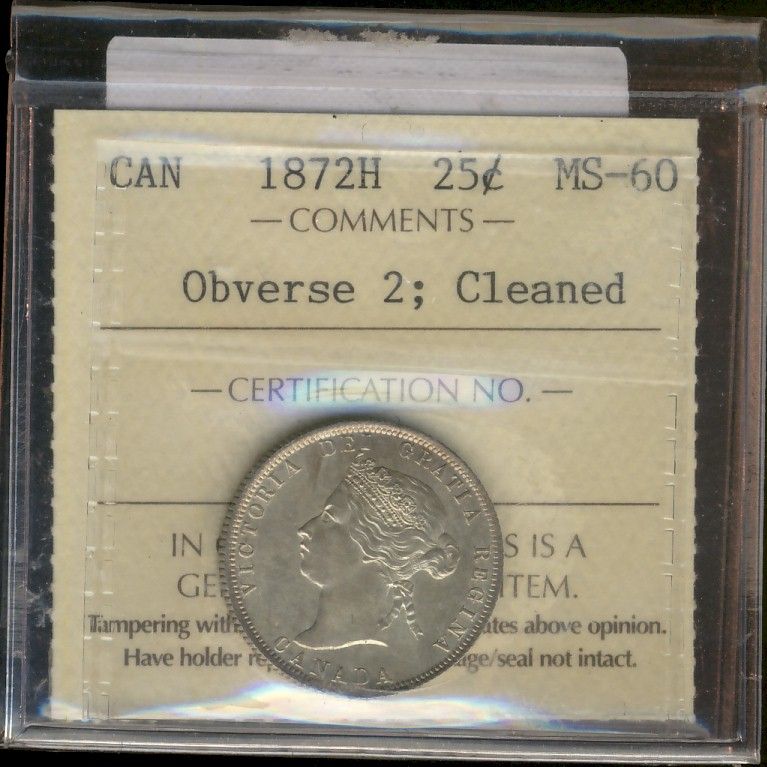 CAN 1872H 25¢ MS-60
— COMMENTS —
Obverse 2; Cleaned
— CERTIFICATION NO. —
VICTORIA DEI GRATIA REGINA
CANADA
IN S IS A
GE TEM.
Tampering with ates above opinion.
Have holder re age/seal not intact.